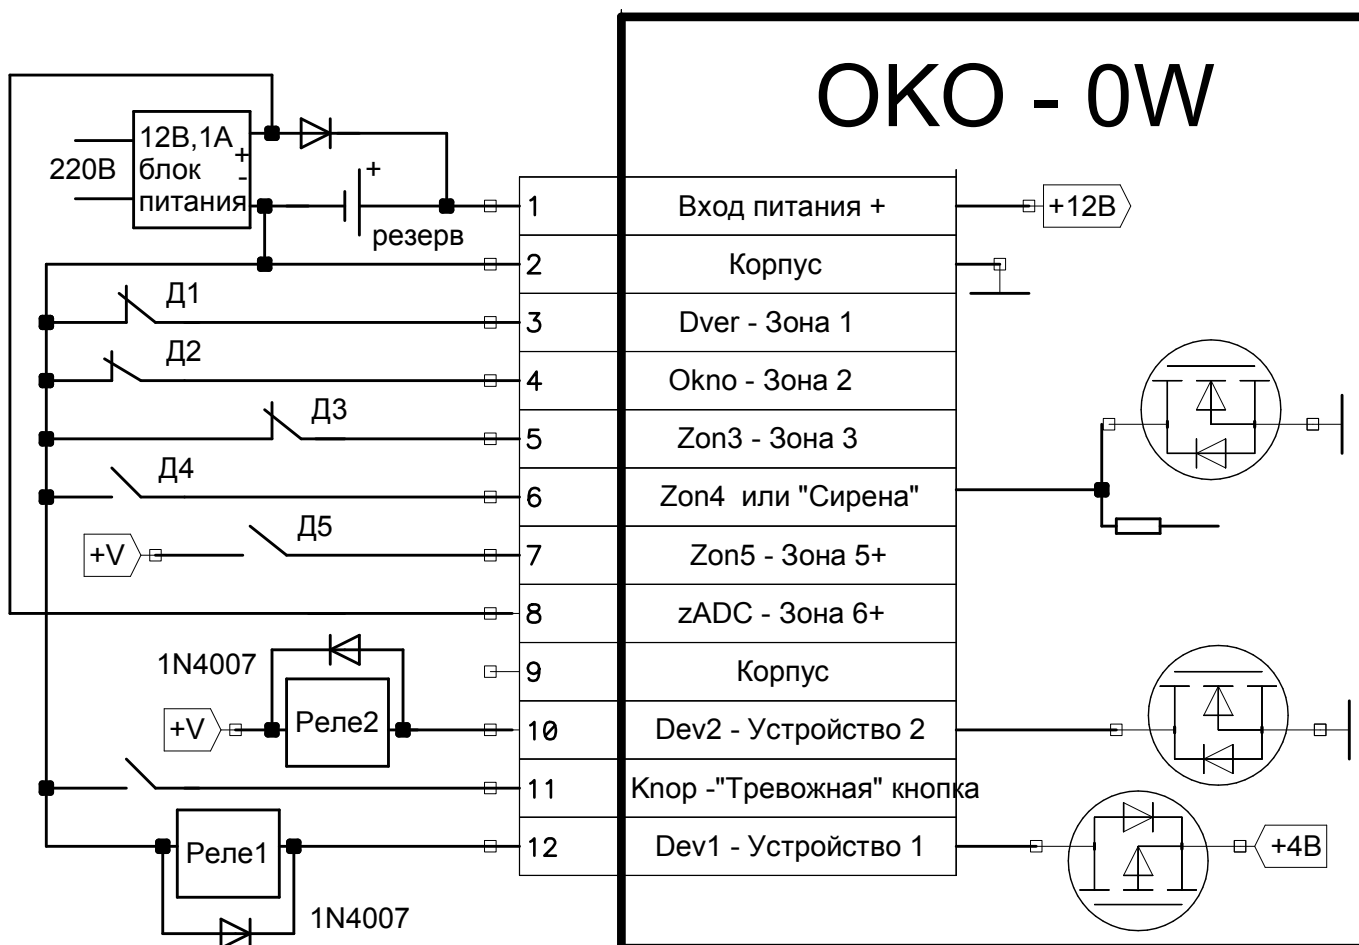 OKO - 0W
12В,1А
+
220В
блок
-
питания
+
резерв
1
Вход питания +
+12В
2
Корпус
Д1
3
Dver - Зона 1
Д2
4
Okno - Зона 2
Д3
5
Zon3 - Зона 3
Д4
6
Zon4 или "Сирена"
Д5
+V
7
Zon5 - Зона 5+
8
zADC - Зона 6+
1N4007
9
Корпус
+V
Реле2
10
Dev2 - Устройство 2
11
Knop -"Тревожная" кнопка
Реле1
12
Dev1 - Устройство 1
+4В
1N4007